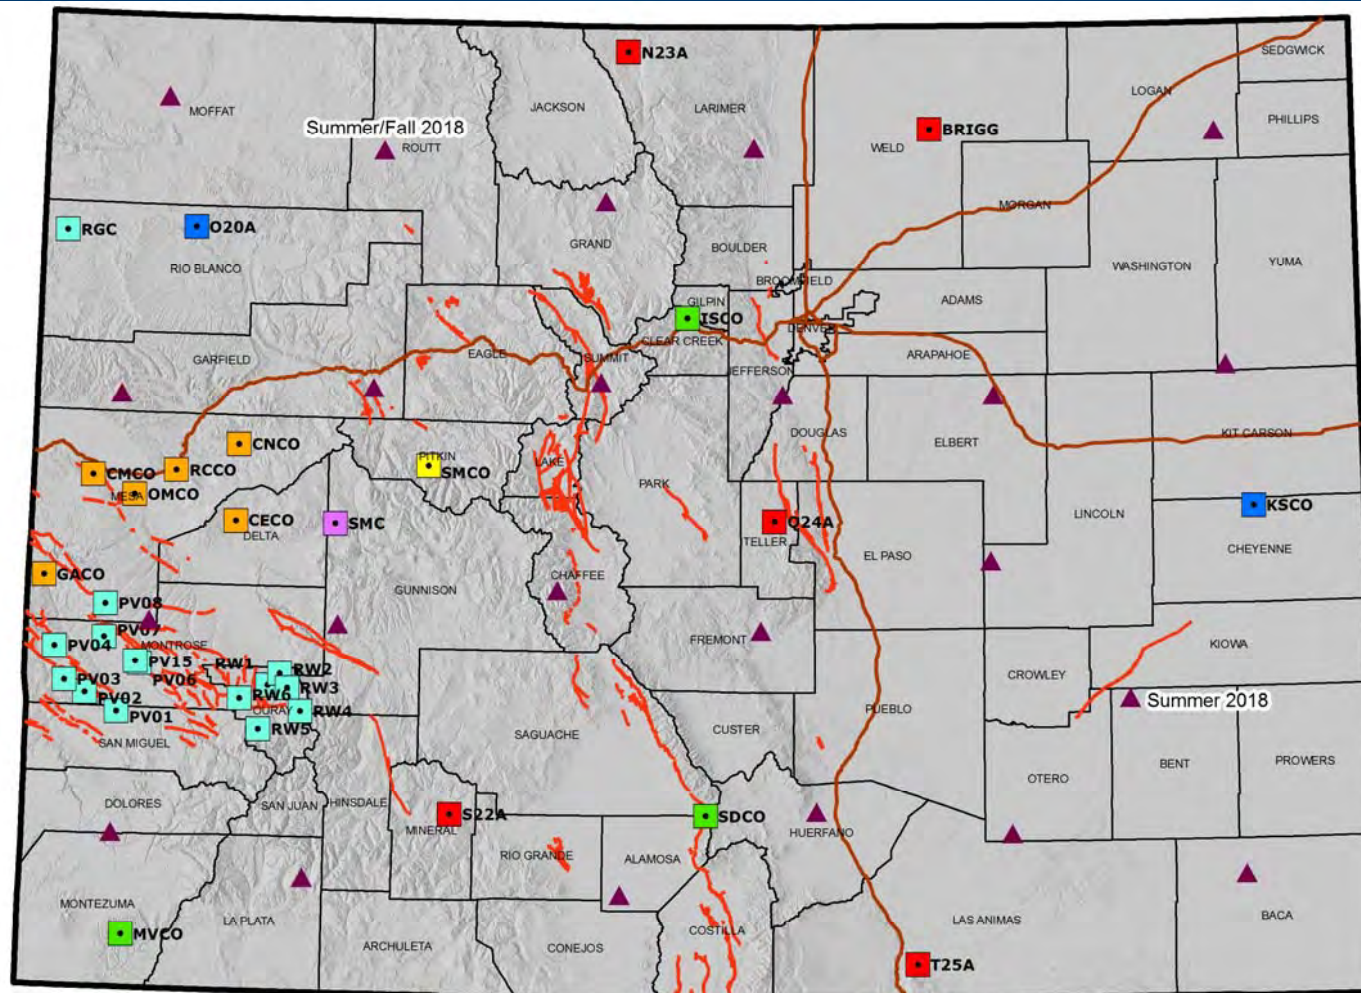 SEDGWICK
N23A
LOGAN
MOFFAT
JACKSON
LARIMER
PHILLIPS
Summer/Fall 2018
ROUTT
WELD
BRIGG
MORGAN
RGC
O20A
GRAND
BOULDER
RIO BLANCO
WASHINGTON
YUMA
BROOMFIELD
GILPIN
ADAMS
ISCO
DENVER
CLEAR CREEK
GARFIELD
EAGLE
SUMMIT
ARAPAHOE
JEFFERSON
DOUGLAS
ELBERT
KIT CARSON
CNCO
PITKIN
CMCO
RCCO
SMCO
LAKE
MESA
OMCO
PARK
KSCO
CECO
SMC
Q24A
LINCOLN
DELTA
TELLER
EL PASO
CHEYENNE
GACO
CHAFFEE
GUNNISON
PV08
PV07
FREMONT
KIOWA
PV04
MONTROSE
PV15
RW1
RW2
CROWLEY
PV03
PV06
RW3
PV02
RW6
Summer 2018
PV01
OURAY
RW4
PUEBLO
RW5
CUSTER
SAN MIGUEL
SAGUACHE
PROWERS
BENT
OTERO
DOLORES
SAN JUAN
HINSDALE
S22A
SDCO
MINERAL
HUERFANO
RIO GRANDE
ALAMOSA
MONTEZUMA
BACA
LA PLATA
LAS ANIMAS
MVCO
COSTILLA
ARCHULETA
CONEJOS
T25A